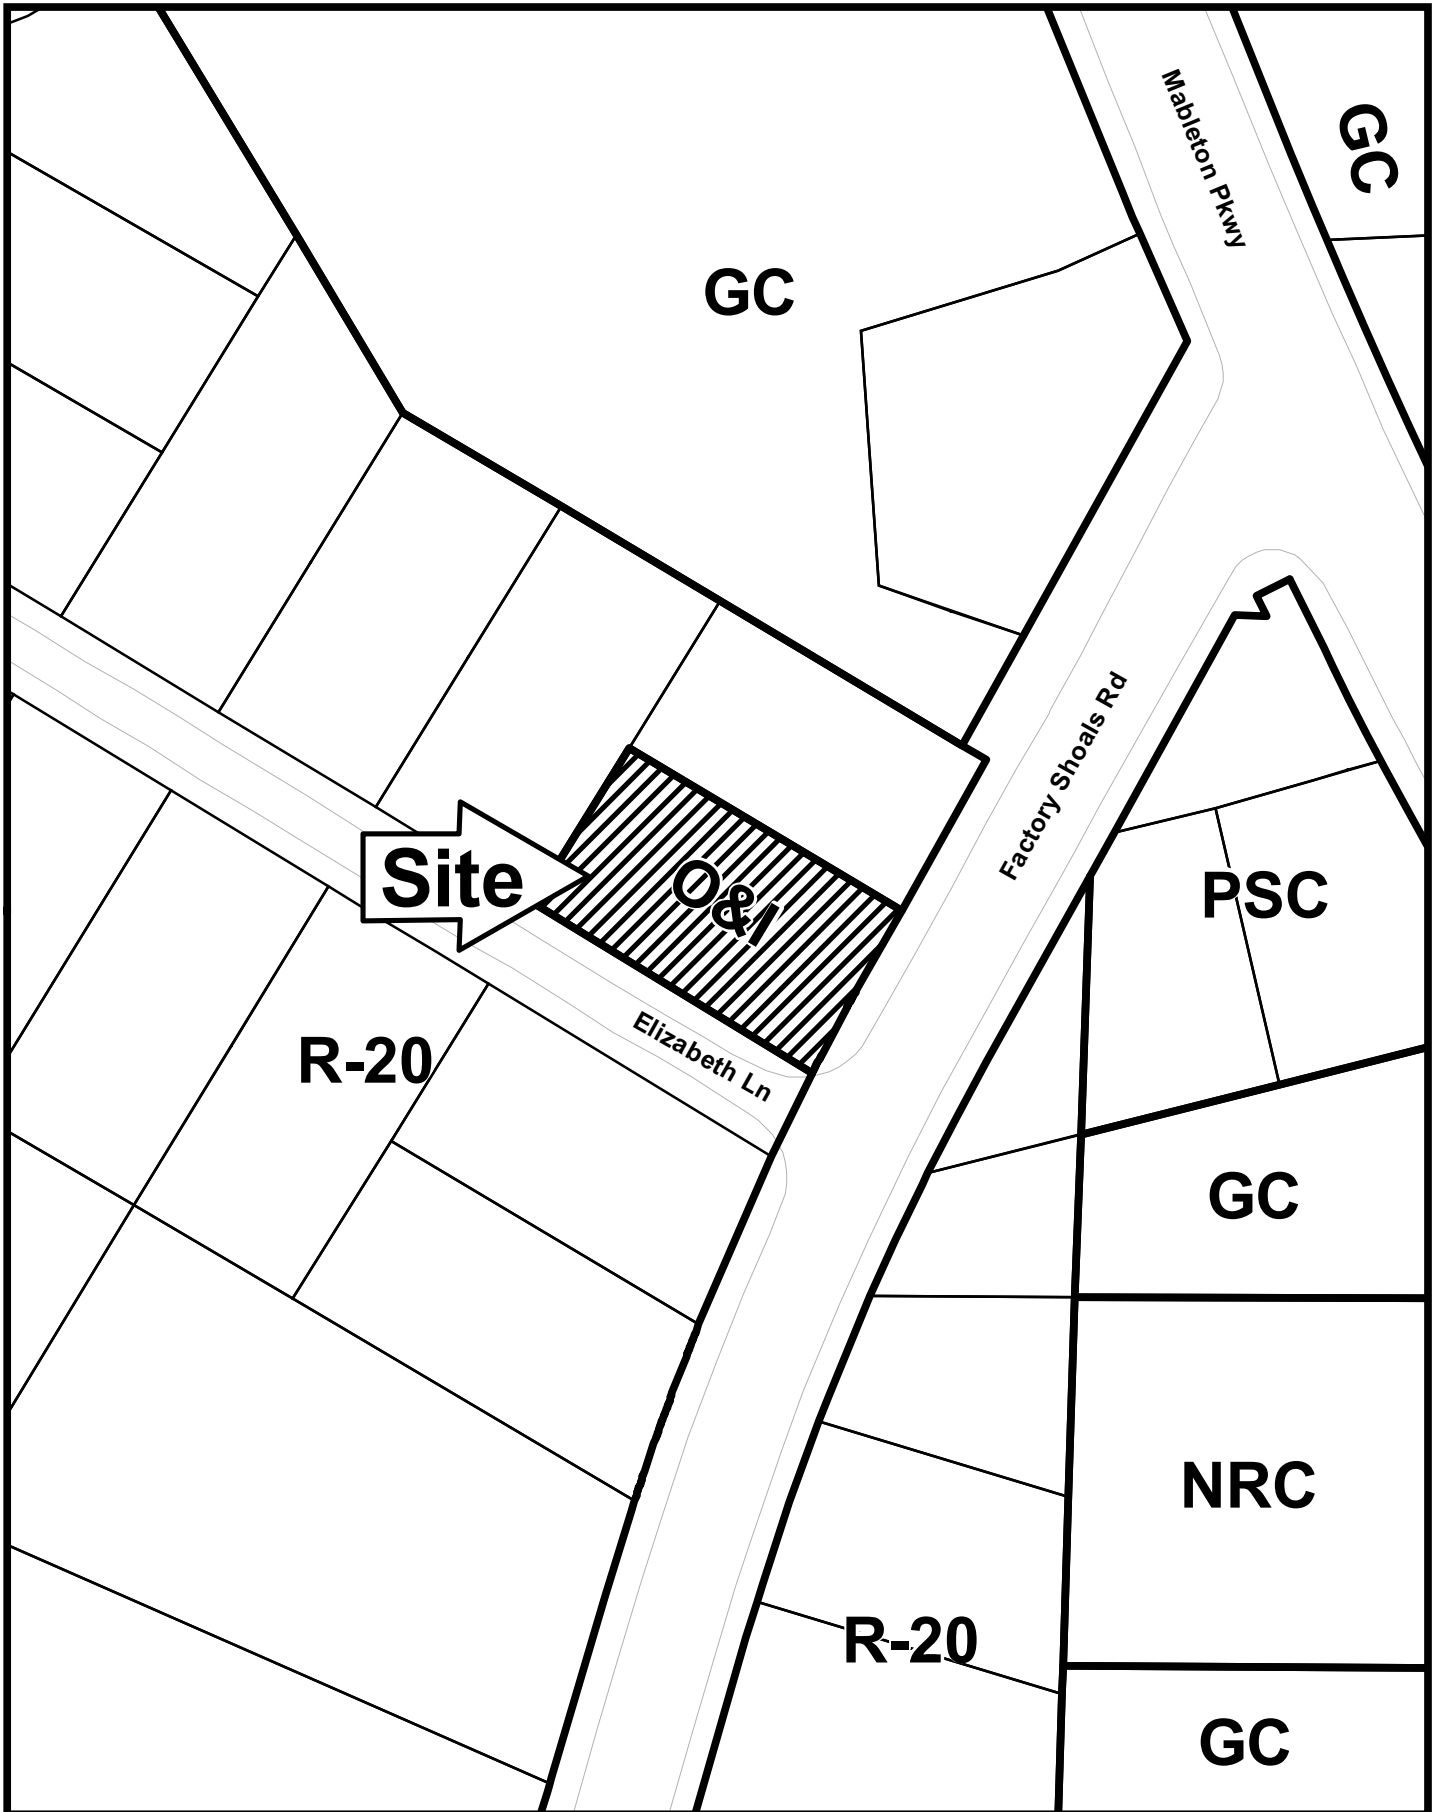 Mableton Pkwy
GC
GC
Factory Shoals Rd
Site
O&I
PSC
Elizabeth Ln
R-20
GC
NRC
R-20
GC